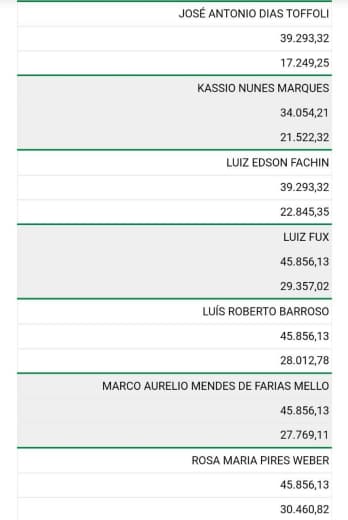 JOSÉ ANTONIO DIAS TOFFOLI
39.293,32
17.249,25
KASSIO NUNES MARQUES
34.054,21
21.522,32
LUIZ EDSON FACHIN
39.293,32
22.845,35
LUIZ FUX
45.856,13
29.357,02
LUÍS ROBERTO BARROSO
45.856,13
28.012,78
MARCO AURELIO MENDES DE FARIAS MELLO
45.856,13
27.769,11
ROSA MARIA PIRES WEBER
45.856,13
30.460,82